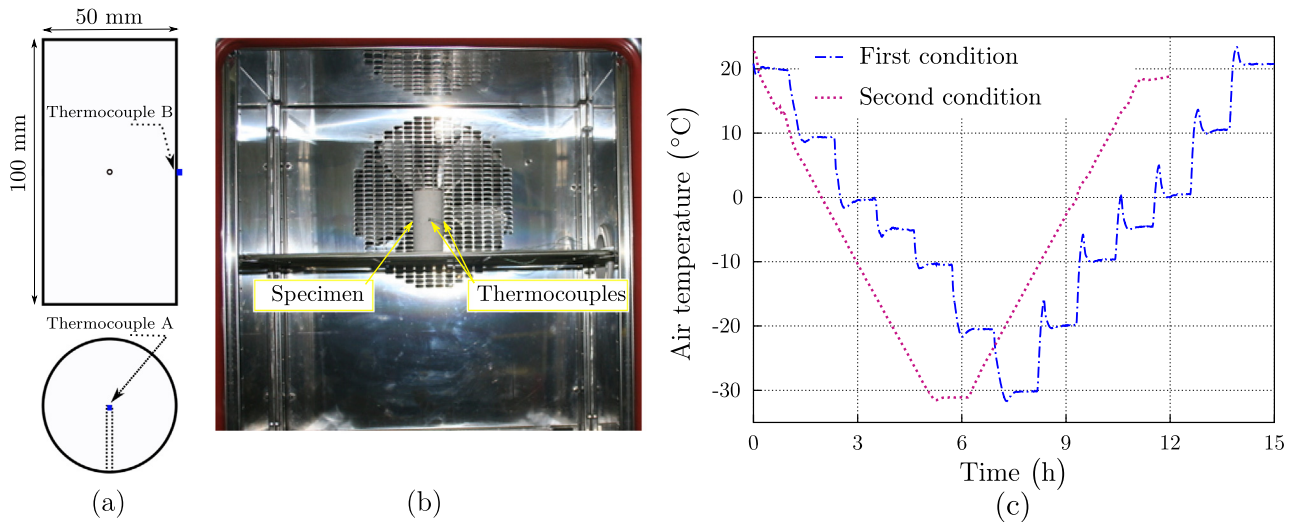 50 mm
100 mm
Thermocouple B
Thermocouple A
(a)
Specimen
Thermocouples
(b)
First condition
Second condition
Air temperature (°C)
20
10
0
-10
-20
-30
0 3 6 9 12 15
Time (h)
(c)